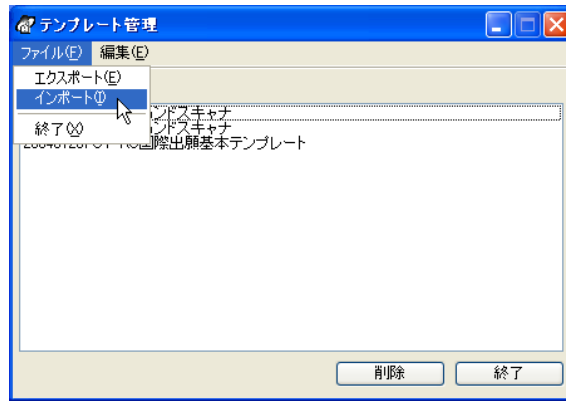 テンプレート管理
ファイル(F) 編集(E)
エクスポート(E)
インポート(I)
終了(X)
ンドスキャナ
ンドスキャナ
国際出願基本テンプレート
削除 終了